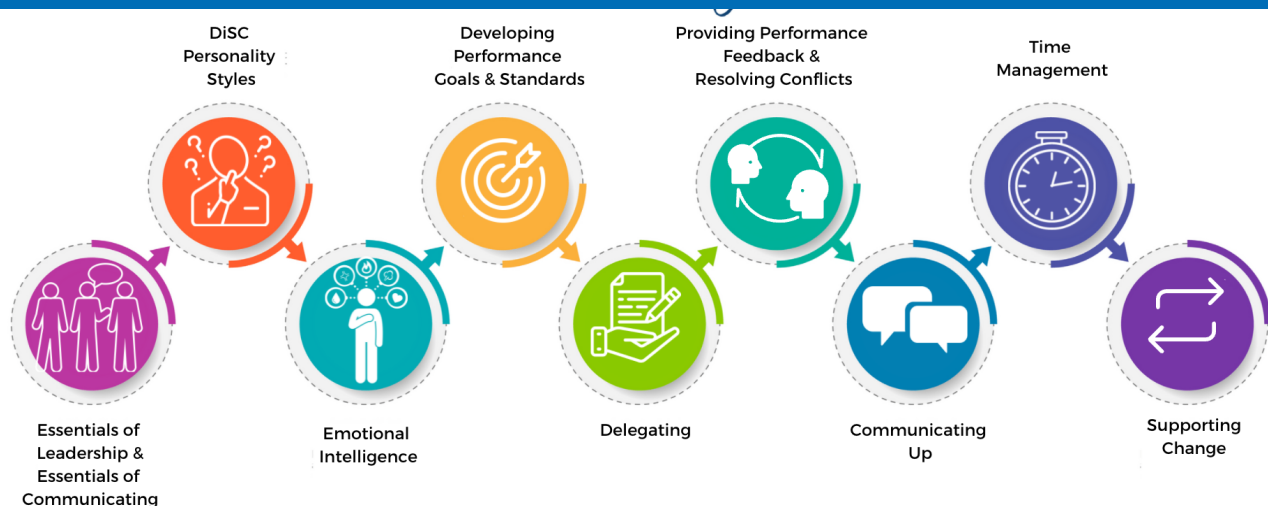 DiSC
Personality
Styles
Developing
Performance
Goals & Standards
Providing Performance
Feedback &
Resolving Conflicts
Time
Management
Essentials of
Leadership &
Essentials of
Communicating
Emotional
Intelligence
Delegating
Communicating
Up
Supporting
Change